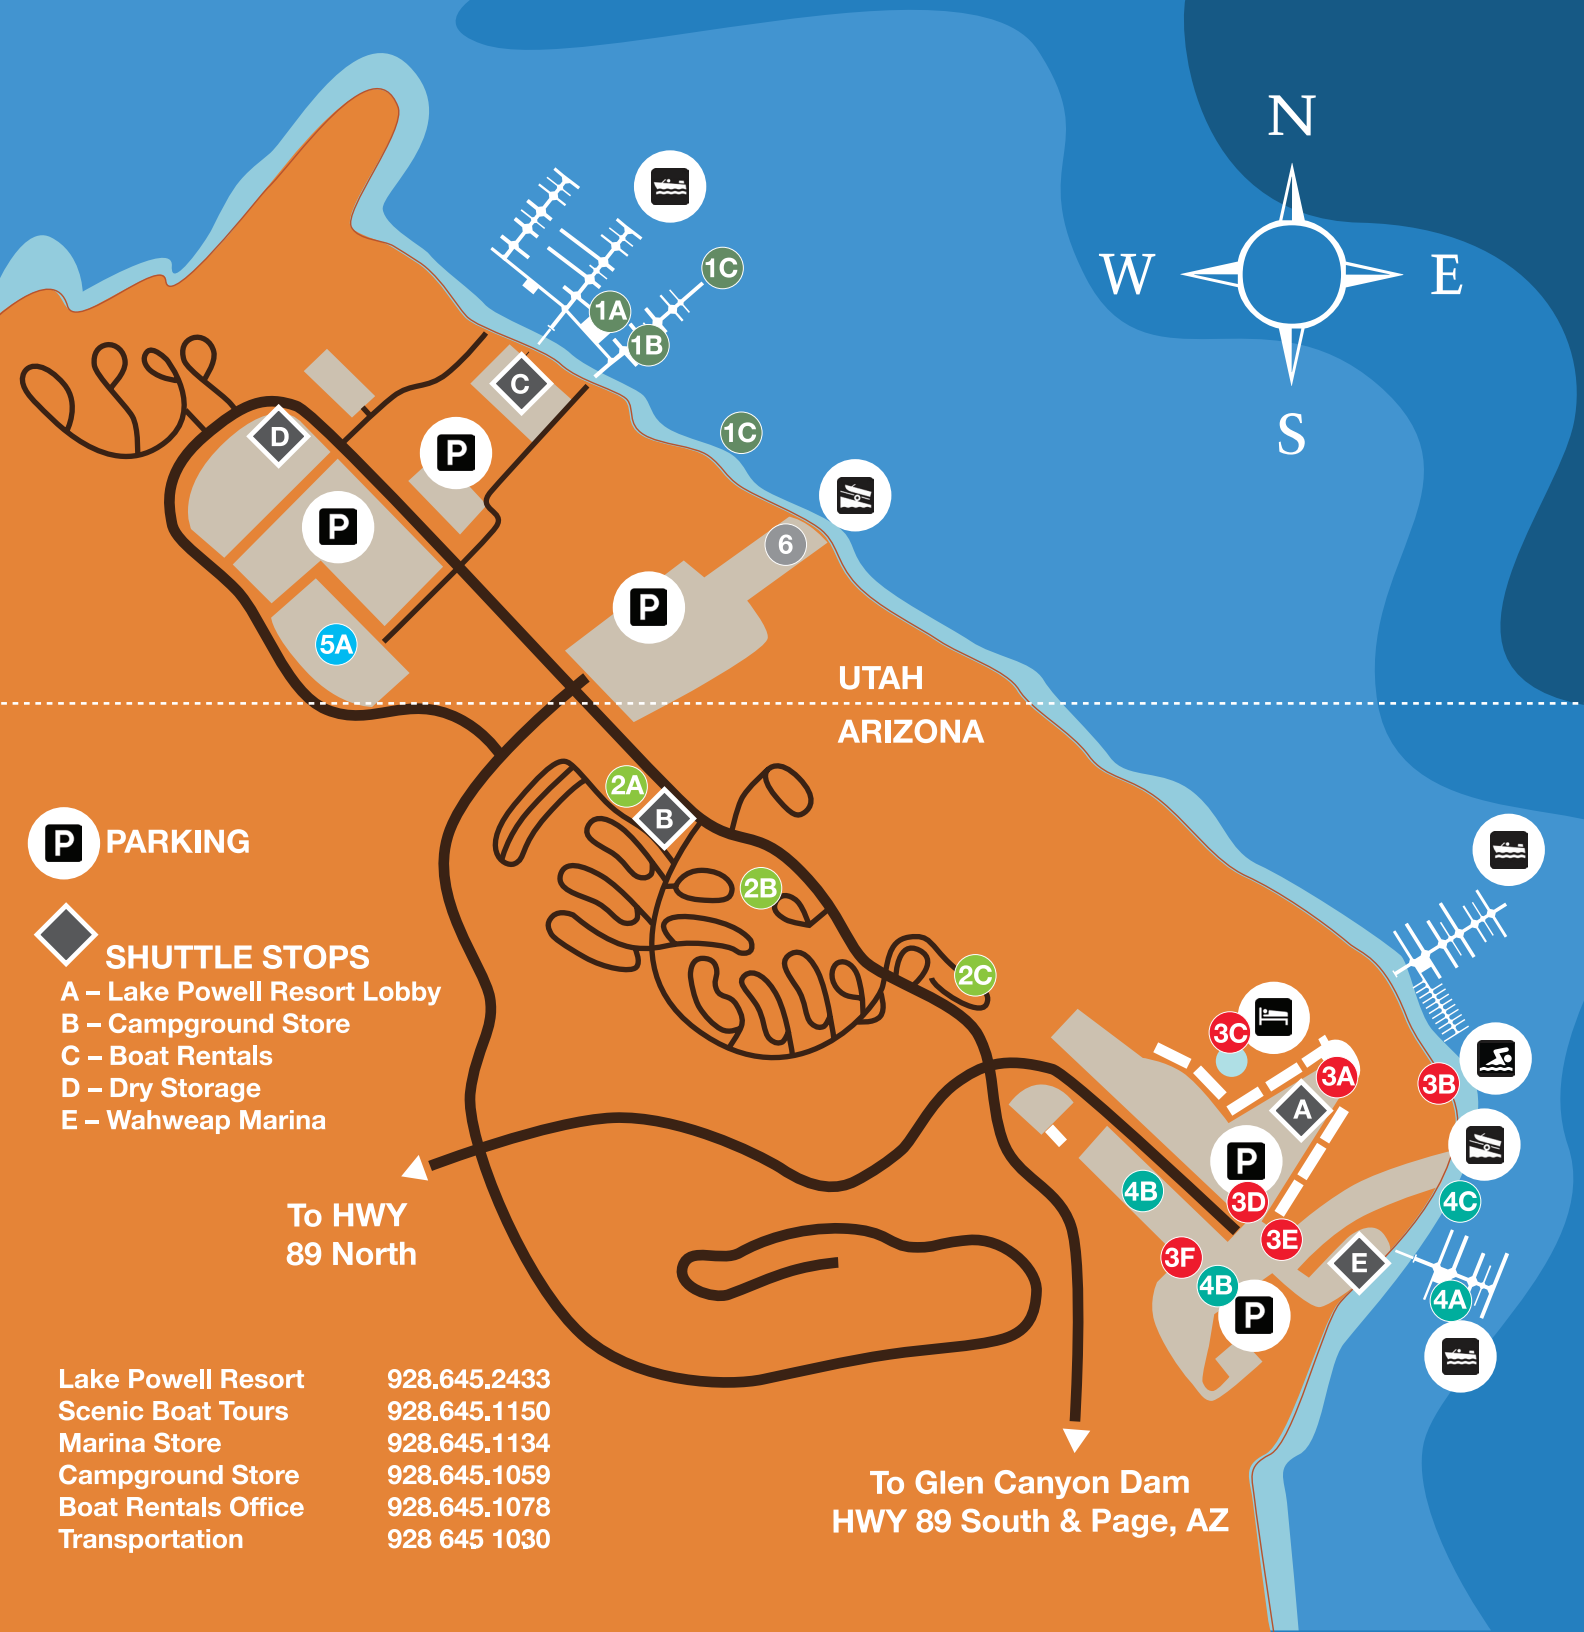 N
W
E
S
1C
1A
1B
C
1C
D
P
P
6
P
5A
UTAH
ARIZONA
2A
B
2B
2C
P PARKING
SHUTTLE STOPS
A – Lake Powell Resort Lobby
B – Campground Store
C – Boat Rentals
D – Dry Storage
E – Wahweap Marina
3C
3A
3B
A
P
4B
3D
4C
3E
3F
E
4B
4A
P
To HWY
89 North
Lake Powell Resort 928.645.2433
Scenic Boat Tours 928.645.1150
Marina Store 928.645.1134
Campground Store 928.645.1059
Boat Rentals Office 928.645.1078
Transportation 928 645 1030
To Glen Canyon Dam
HWY 89 South & Page, AZ